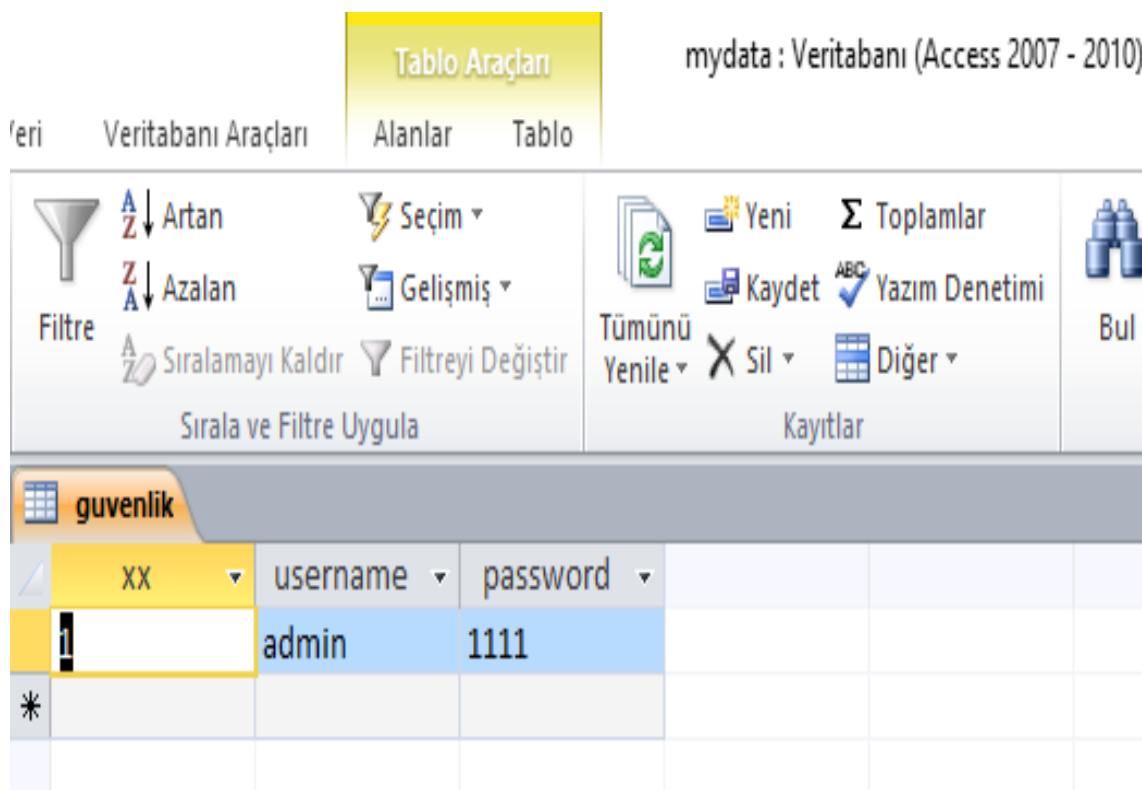 Tablo Araçları
mydata : Veritabanı (Access 2007 - 2010)
Veritabanı Araçları Alanlar Tablo
Artan Seçim Yeni Σ Toplamlar
Azalan Gelişmiş Kaydet ABC Yazım Denetimi
Filtre Tümünü Yenile Bul
Sıralamayı Kaldır Filtreyi Değiştir Sil Diğer
Sırala ve Filtre Uygula Kayıtlar
guvenlik
xx username password
1 admin 1111